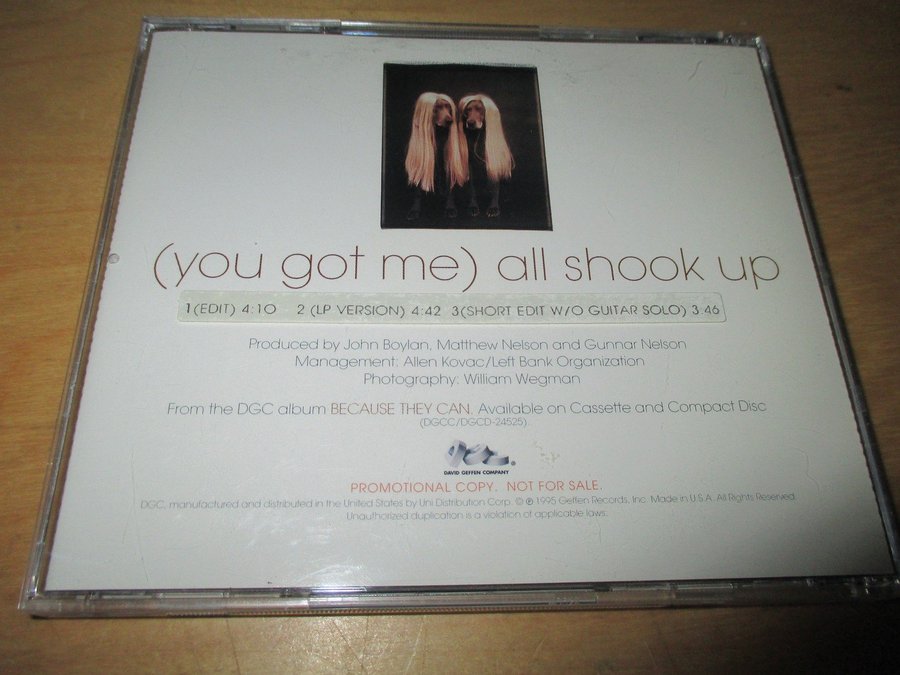 (you got me) all shook up
1(EDIT) 4:10 2 (LP VERSION) 4:42 3(SHORT EDIT W/O GUITAR SOLO) 3:46
Produced by John Boylan, Matthew Nelson and Gunnar Nelson
Management: Allen Kovac/Left Bank Organization
Photography: William Wegman
From the DGC album BECAUSE THEY CAN. Available on Cassette and Compact Disc
(DGCC/DGCD-24525)
DGC
DAVID GEFFEN COMPANY
PROMOTIONAL COPY. NOT FOR SALE.
DGC, manufactured and distributed in the United States by Uni Distribution Corp. © ℗ 1995 Geffen Records, Inc. Made in U.S.A. All Rights Reserved.
Unauthorized duplication is a violation of applicable laws.